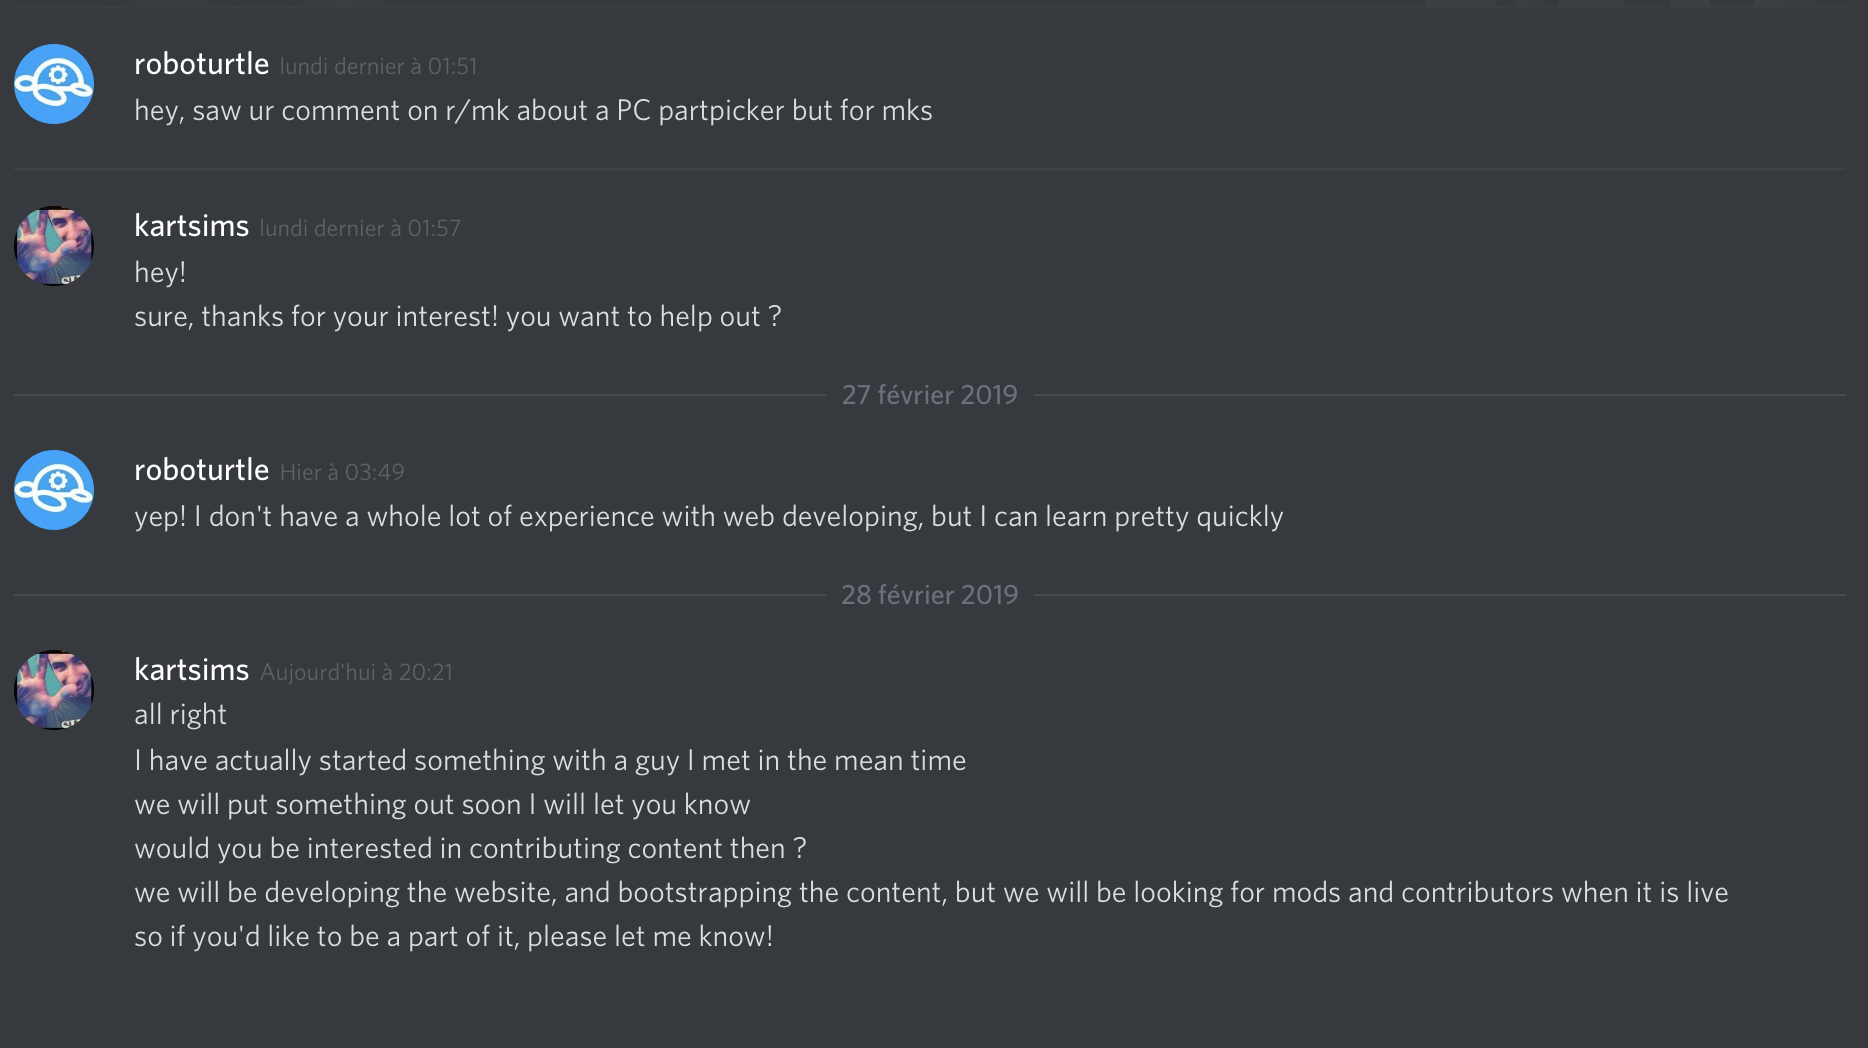 roboturtle lundi dernier à 01:51
hey, saw ur comment on r/mk about a PC partpicker but for mks
kartsims lundi dernier à 01:57
hey!
sure, thanks for your interest! you want to help out ?
27 février 2019
roboturtle Hier à 03:49
yep! I don't have a whole lot of experience with web developing, but I can learn pretty quickly
28 février 2019
kartsims Aujourd'hui à 20:21
all right
I have actually started something with a guy I met in the mean time
we will put something out soon I will let you know
would you be interested in contributing content then ?
we will be developing the website, and bootstrapping the content, but we will be looking for mods and contributors when it is live
so if you'd like to be a part of it, please let me know!